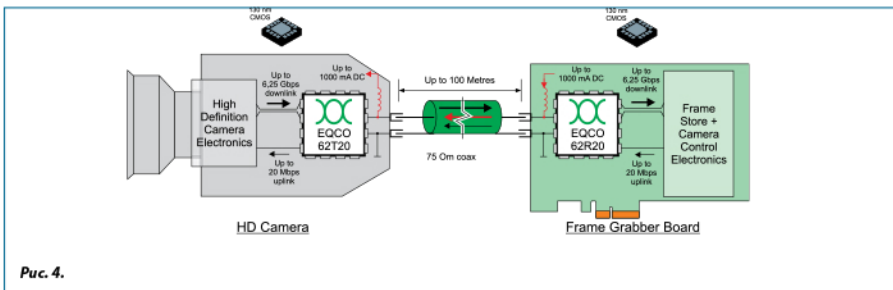 130 nm
CMOS
130 nm
CMOS
Up to
1000 mA DC
Up to
6,25 Gbps
downlink
High
Definition
Camera
Electronics
EQCO
62T20
Up to
20 Mbps
uplink
Up to 100 Metres
75 Om coax
Up to
1000 mA DC
Up to
6,25 Gbps
downlink
EQCO
62R20
Up to
20 Mbps
uplink
Frame
Store +
Camera
Control
Electronics
HD Camera
Frame Grabber Board
Рис. 4.